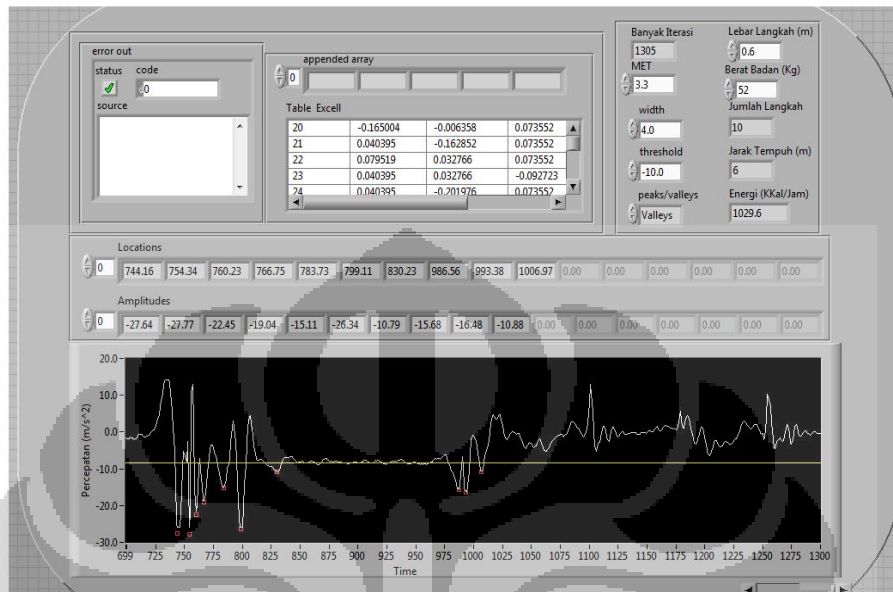 error out
status code
0
source
appended array
0
Table Excell
20 -0.165004 -0.006358 0.073552
21 0.040395 -0.162852 0.073552
22 0.079519 0.032766 0.073552
23 0.040395 0.032766 -0.092723
24 0.040395 -0.201976 0.073552
Banyak Iterasi
1305
MET
3.3
width
4.0
threshold
-10.0
peaks/valleys
Valleys
Lebar Langkah (m)
0.6
Berat Badan (Kg)
52
Jumlah Langkah
10
Jarak Tempuh (m)
6
Energi (KKal/Jam)
1029.6
Locations
0 744.16 754.34 760.23 766.75 783.73 799.11 830.23 986.56 993.38 1006.97 0.00 0.00 0.00 0.00 0.00 0.00
Amplitudes
0 -27.64 -27.77 -22.45 -19.04 -15.11 -26.34 -10.79 -15.68 -16.48 -10.88 0.00 0.00 0.00 0.00 0.00 0.00
Percepatan (m/s^2)
20.0
10.0
0.0
-10.0
-20.0
-30.0
699 725 750 775 800 825 850 875 900 925 950 975 1000 1025 1050 1075 1100 1125 1150 1175 1200 1225 1250 1275 1300
Time